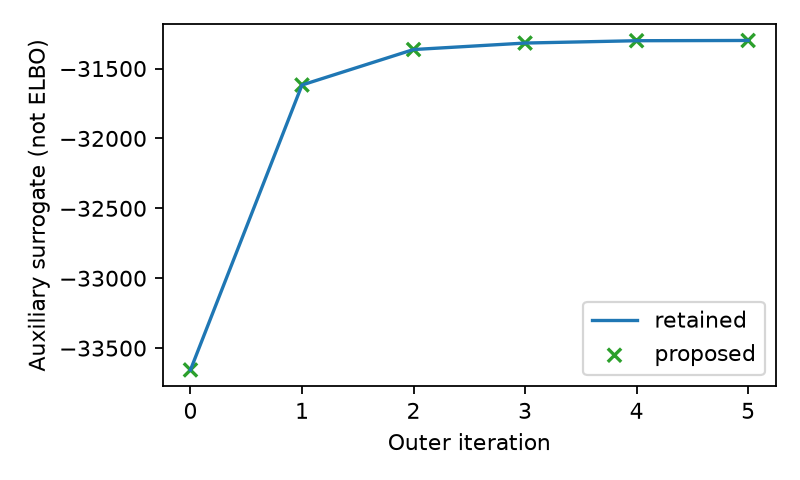 Auxiliary surrogate (not ELBO)
−31500
−32000
−32500
−33000
−33500
retained
proposed
0 1 2 3 4 5
Outer iteration